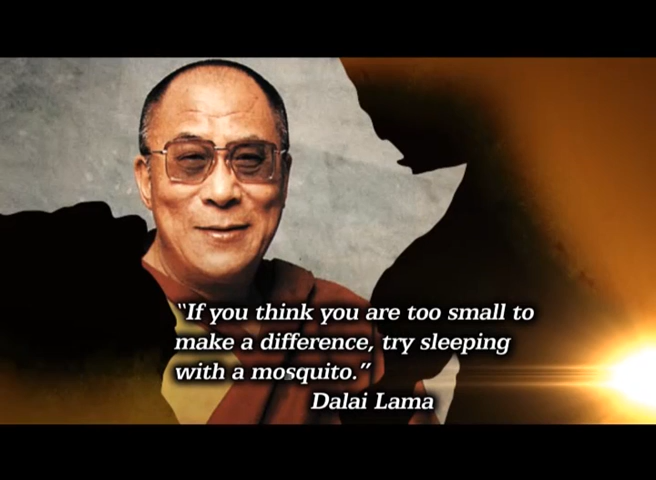 “If you think you are too small to
make a difference, try sleeping
with a mosquito.”
Dalai Lama